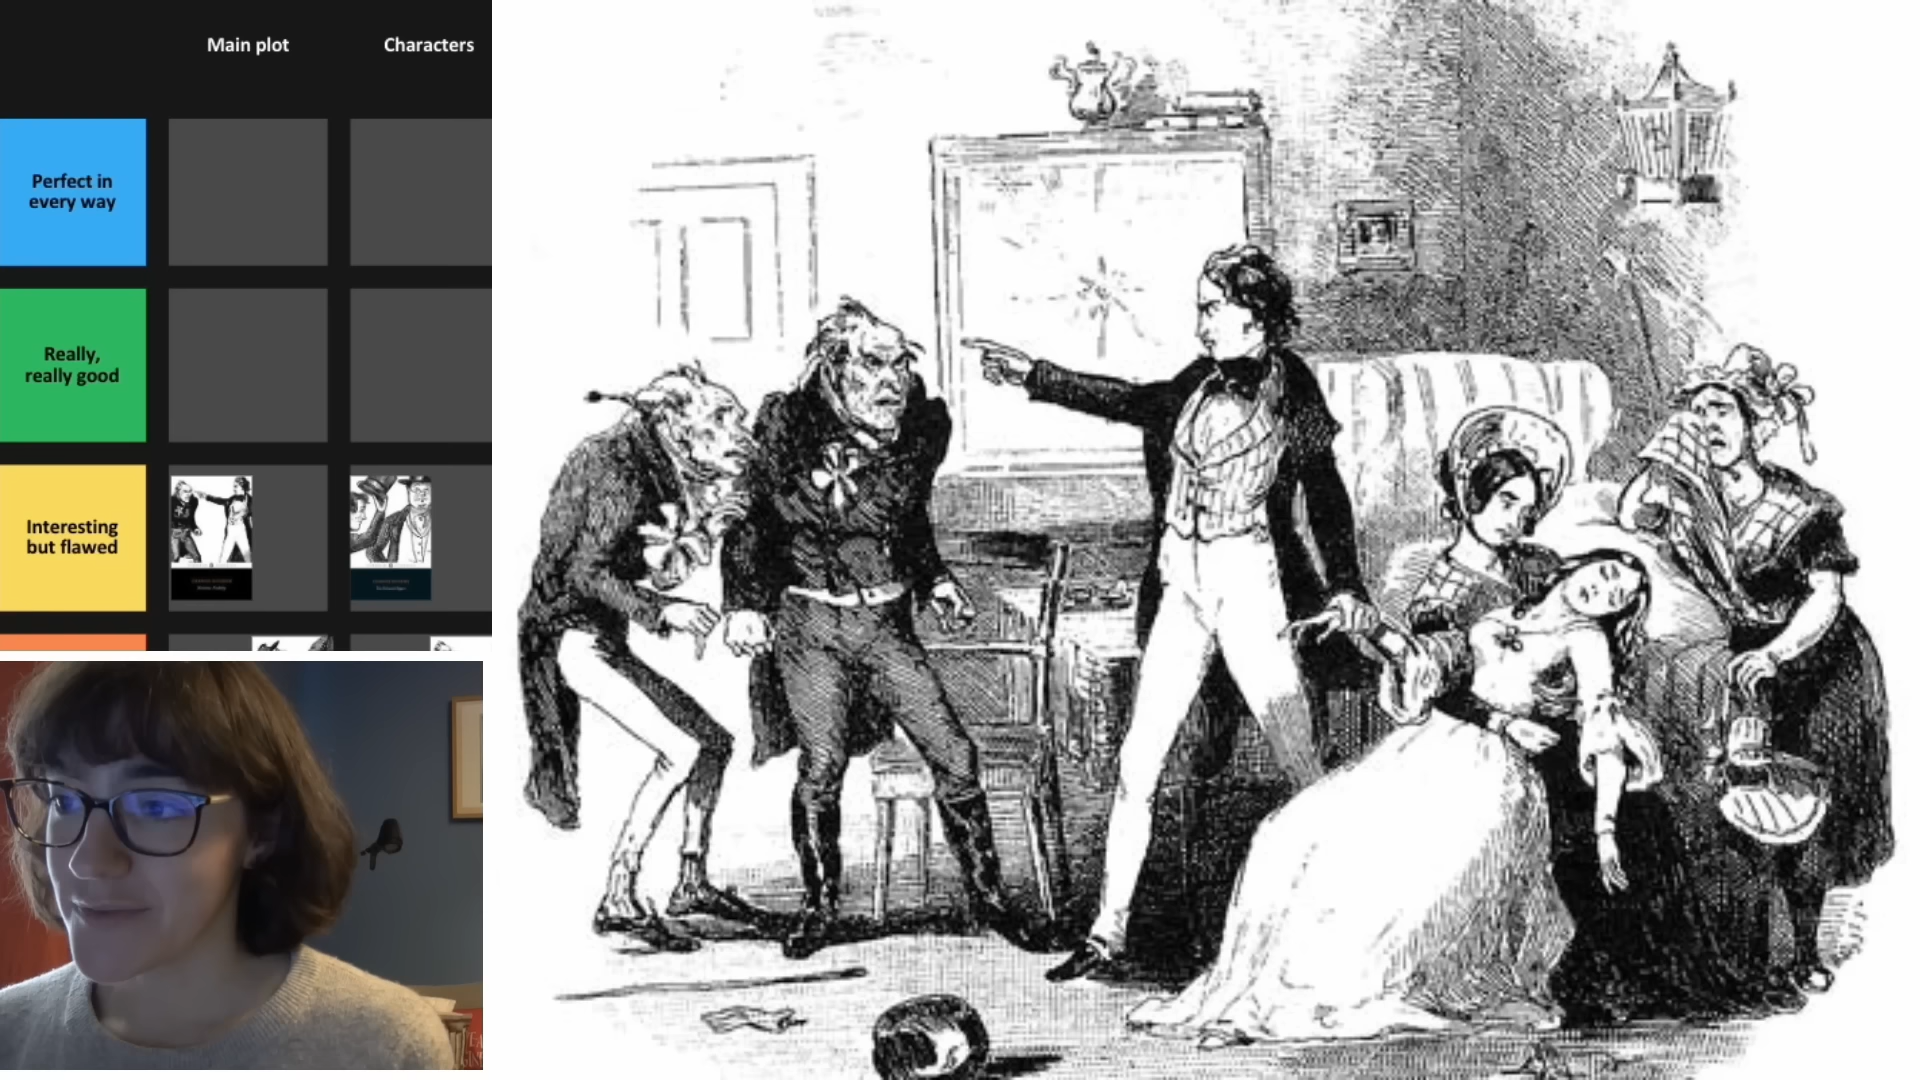 Main plot
Characters
Perfect in
every way
Really,
really good
Interesting
but flawed